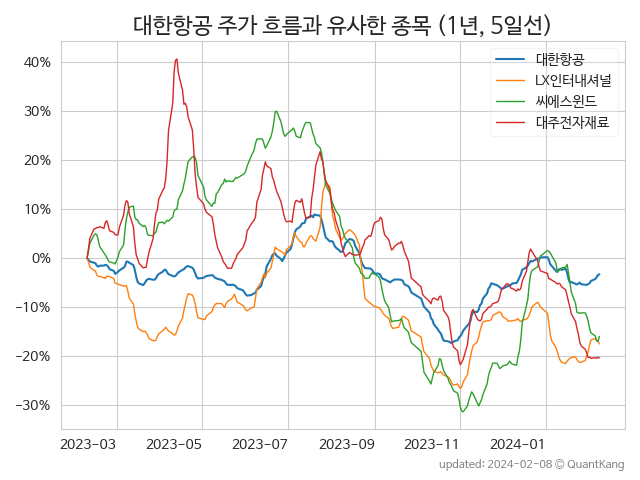 대한항공 주가 흐름과 유사한 종목 (1년, 5일선)
대한항공
LX인터내셔널
씨에스윈드
대주전자재료
40%
30%
20%
10%
0%
−10%
−20%
−30%
2023-03 2023-05 2023-07 2023-09 2023-11 2024-01
updated: 2024-02-08 © QuantKang